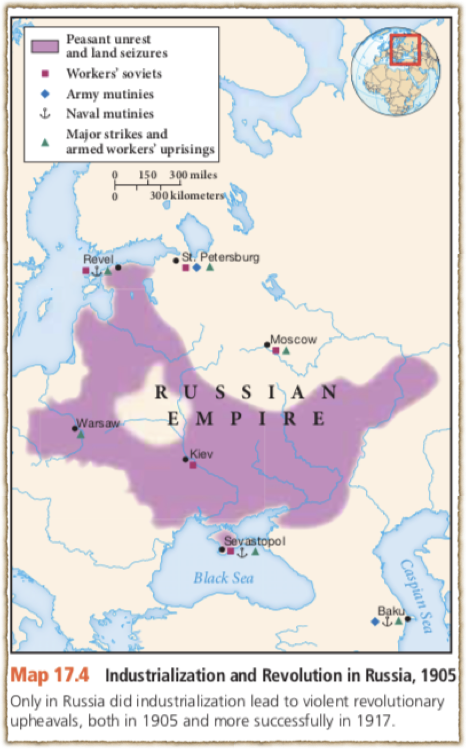 Peasant unrest
and land seizures
Workers' soviets
Army mutinies
Naval mutinies
Major strikes and
armed workers' uprisings
0 150 300 miles
0 300 kilometers
Revel
St. Petersburg
Moscow
RUSSIAN
EMPIRE
Warsaw
Kiev
Sevastopol
Black Sea
Caspian Sea
Baku
Map 17.4 Industrialization and Revolution in Russia, 1905
Only in Russia did industrialization lead to violent revolutionary
upheavals, both in 1905 and more successfully in 1917.